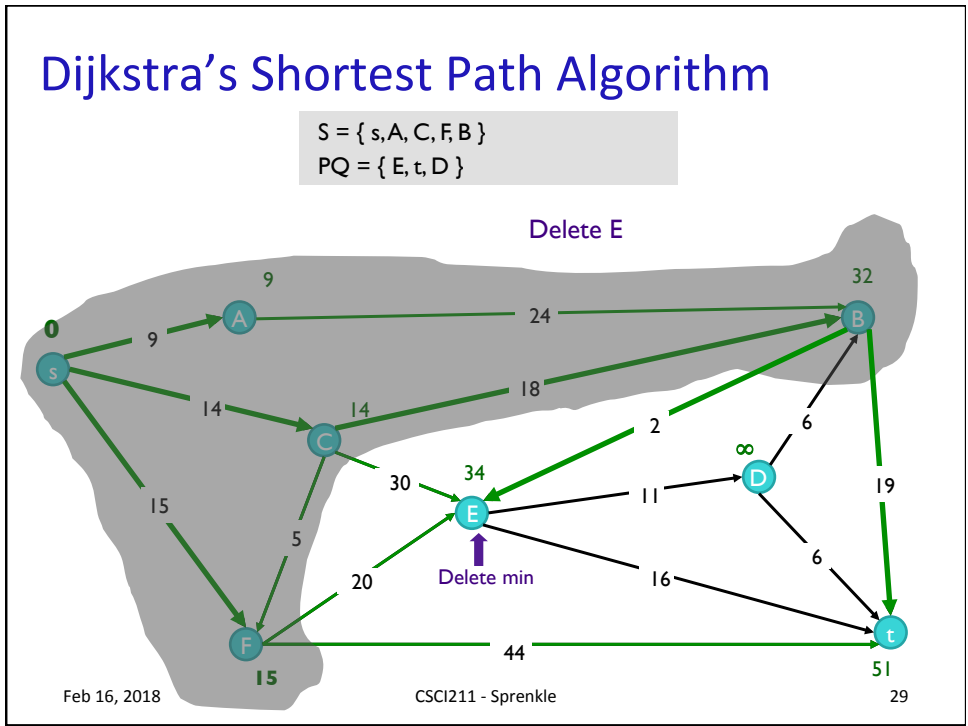 Dijkstra's Shortest Path Algorithm
S = { s, A, C, F, B }
PQ = { E, t, D }
Delete E
9
32
0
A
24
B
9
s
14
14
18
C
2
6
∞
34
30
D
19
15
11
E
5
6
20
Delete min
16
F
t
44
15
51
Feb 16, 2018
CSCI211 - Sprenkle
29